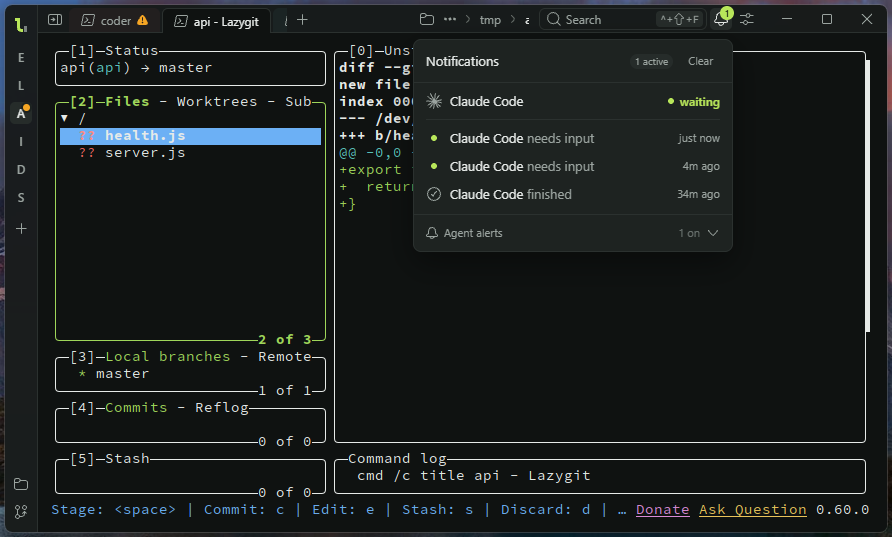 coder
api - Lazygit
tmp
Search
^+⇧+F
1
E
L
A
I
D
S
[1]-Status
api(api) → master
[2]-Files - Worktrees - Sub
▼ /
?? health.js
?? server.js
2 of 3
[3]-Local branches - Remote
* master
1 of 1
[4]-Commits - Reflog
0 of 0
[5]-Stash
0 of 0
[0]-Uns
diff --g
new file
index 00
--- /dev
+++ b/hea
@@ -0,0
+export
+  return
+}
Notifications
1 active
Clear
Claude Code
waiting
Claude Code needs input
just now
Claude Code needs input
4m ago
Claude Code finished
34m ago
Agent alerts
1 on
Command log
cmd /c title api - Lazygit
Stage: <space> | Commit: c | Edit: e | Stash: s | Discard: d | … Donate Ask Question 0.60.0